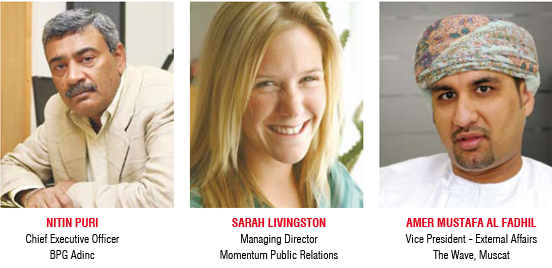 NITIN PURI
Chief Executive Officer
BPG Adinc
SARAH LIVINGSTON
Managing Director
Momentum Public Relations
AMER MUSTAFA AL FADHIL
Vice President - External Affairs
The Wave, Muscat